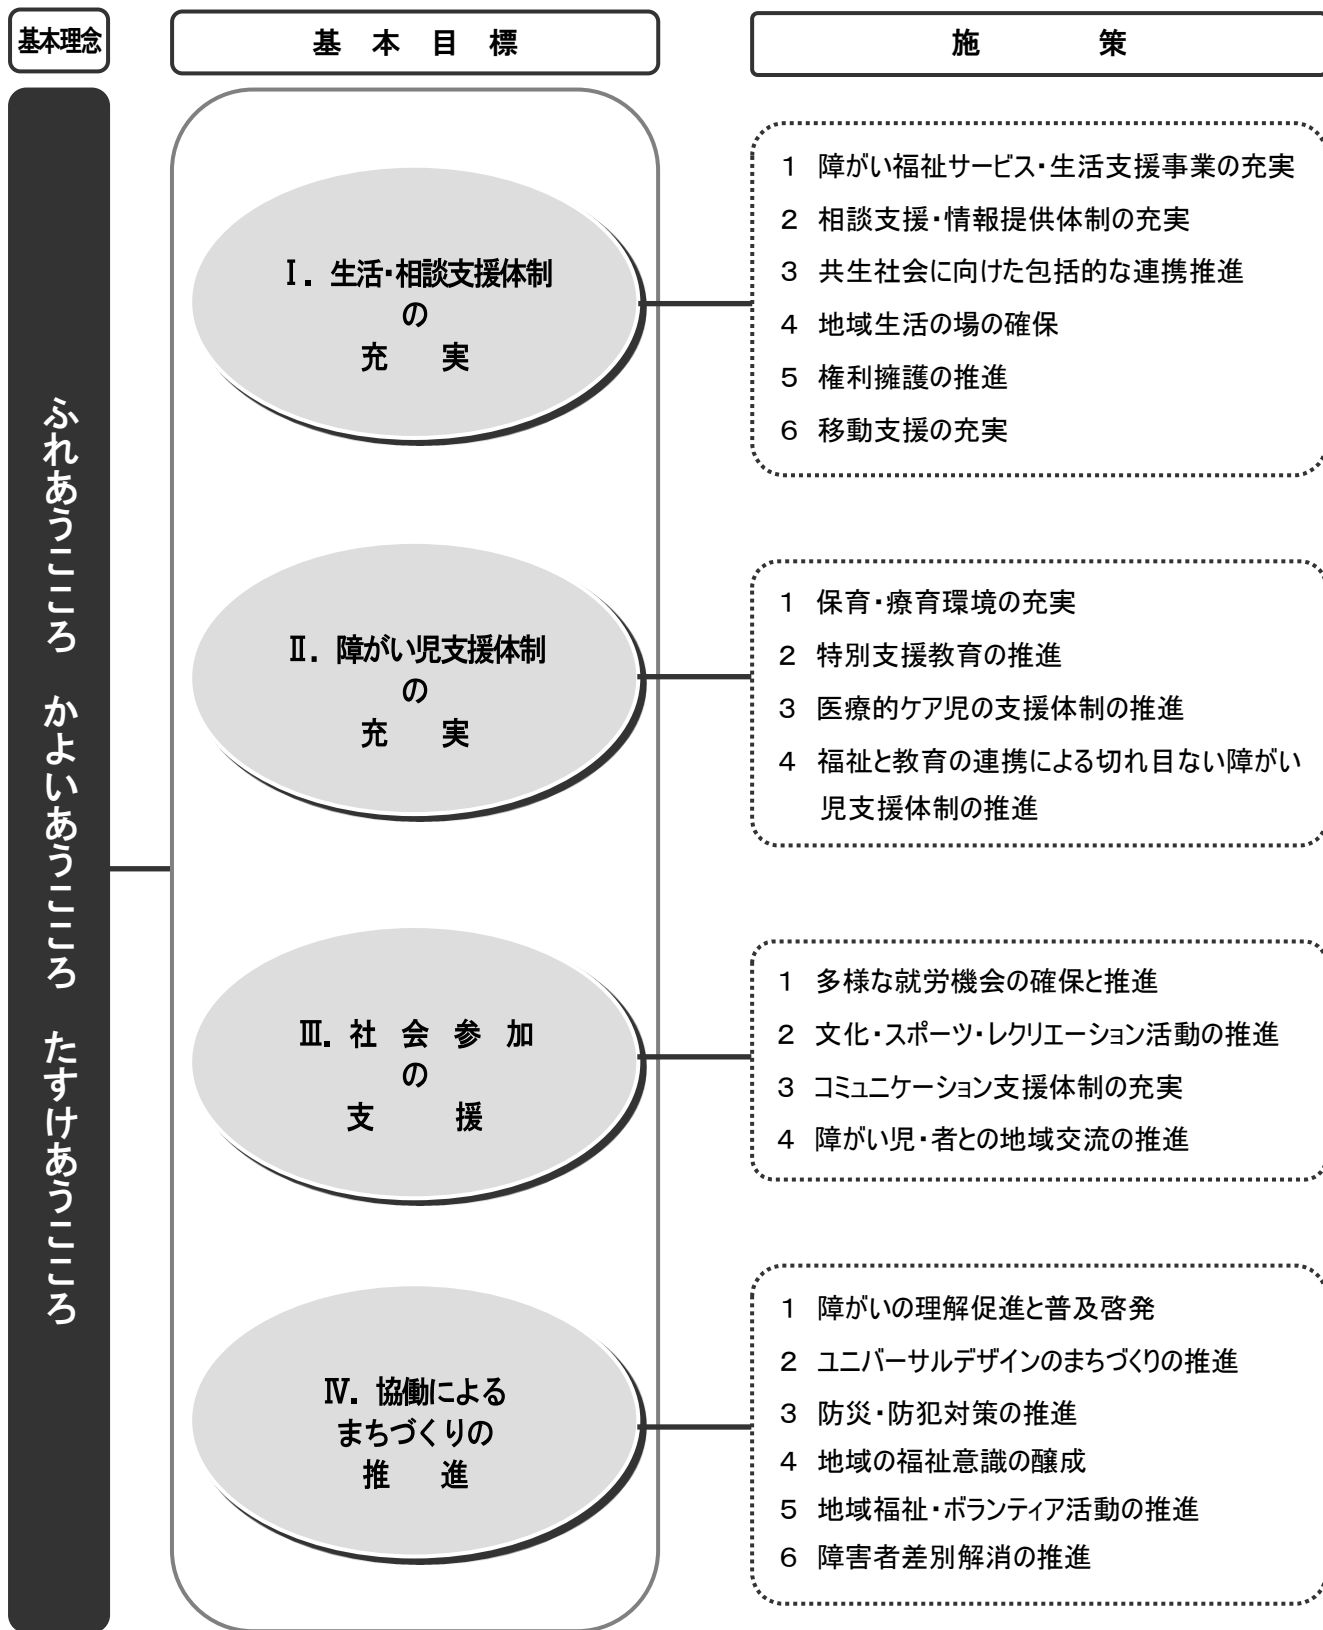 基本理念
基本目標
施策
ふれあうこころ　かよいあうこころ　たすけあうこころ
Ⅰ．生活・相談支援体制
の
充　実
1　障がい福祉サービス・生活支援事業の充実
2　相談支援・情報提供体制の充実
3　共生社会に向けた包括的な連携推進
4　地域生活の場の確保
5　権利擁護の推進
6　移動支援の充実
Ⅱ．障がい児支援体制
の
充　実
1　保育・療育環境の充実
2　特別支援教育の推進
3　医療的ケア児の支援体制の推進
4　福祉と教育の連携による切れ目ない障がい
児支援体制の推進
Ⅲ．社　会　参　加
の
支　援
1　多様な就労機会の確保と推進
2　文化・スポーツ・レクリエーション活動の推進
3　コミュニケーション支援体制の充実
4　障がい児・者との地域交流の推進
Ⅳ．協働による
まちづくりの
推　進
1　障がいの理解促進と普及啓発
2　ユニバーサルデザインのまちづくりの推進
3　防災・防犯対策の推進
4　地域の福祉意識の醸成
5　地域福祉・ボランティア活動の推進
6　障害者差別解消の推進